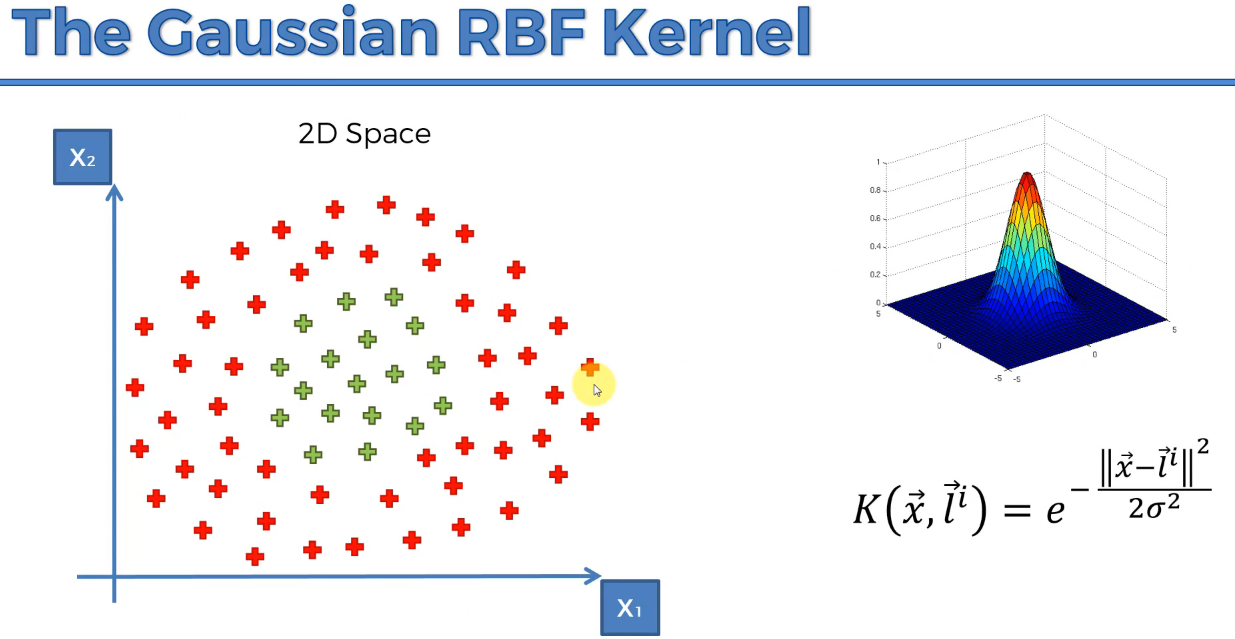 The Gaussian RBF Kernel
2D Space
X₂
X₁
1
0.8
0.6
0.4
0.2
0
5
0
-5
-5
0
5
K(x⃗, l⃗ⁱ) = e^(-‖x⃗-l⃗ⁱ‖²/2σ²)